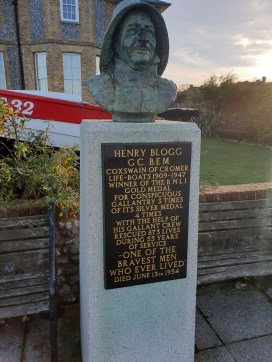 32
HENRY BLOGG
G.C. B.E.M.
COXSWAIN OF CROMER
LIFE-BOATS 1909-1947
WINNER OF THE R N L I
GOLD MEDAL
FOR CONSPICUOUS
GALLANTRY 3 TIMES
OF ITS SILVER MEDAL
4 TIMES
WITH THE HELP OF
HIS GALLANT CREW
RESCUED 873 LIVES
DURING 53 YEARS
OF SERVICE
-ONE OF THE
BRAVEST MEN
WHO EVER LIVED
DIED JUNE 13TH 1954